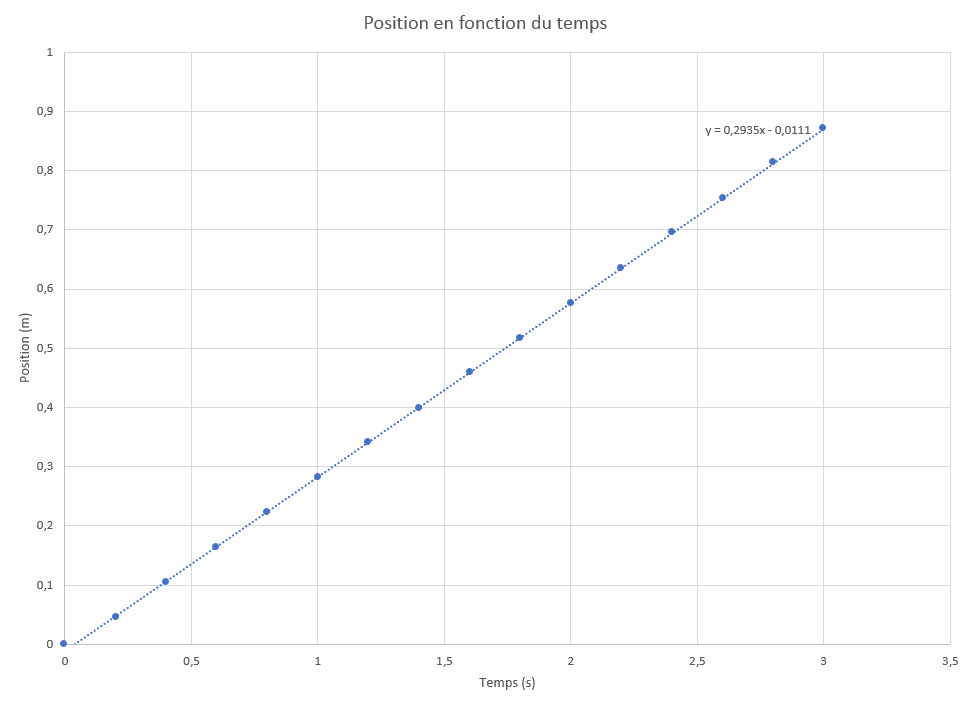 Position en fonction du temps
1
0,9
y = 0,2935x - 0,0111
0,8
0,7
0,6
0,5
0,4
0,3
0,2
0,1
0
Position (m)
0 0,5 1 1,5 2 2,5 3 3,5
Temps (s)